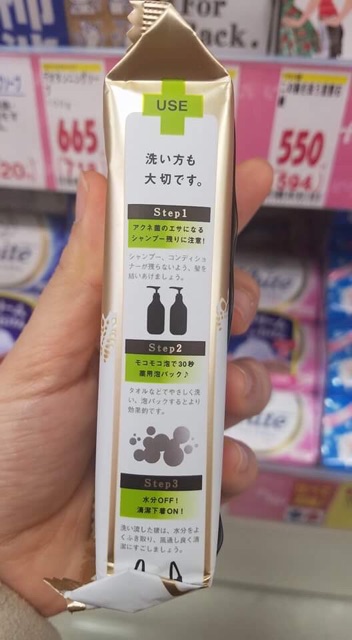 For
Back.
665
550
594
USE
洗い方も
大切です。
Step1
アクネ菌のエサになる
シャンプー残りに注意!
シャンプー、コンディショ
ナーが残らないよう、髪を
結いあげましょう。
Step2
モコモコ泡で30秒
薬用泡パック♪
タオルなどでやさしく洗
い、泡パックするとより
効果的です。
Step3
水分OFF!
清潔下着ON!
洗い流した後は、水分をよ
くふき取り、風通し良く清
潔にすごしましょう。